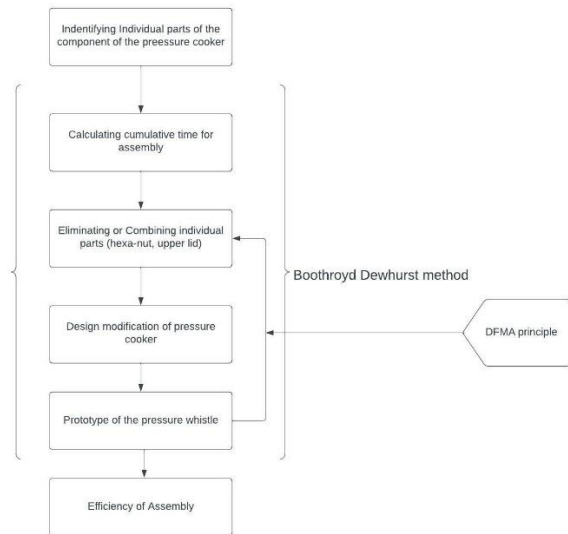 Indentifying Individual parts of the
component of the preessure cooker
Calculating cumulative time for
assembly
Eliminating or Combining individual
parts (hexa-nut, upper lid)
Boothroyd Dewhurst method
Design modification of pressure
cooker
DFMA principle
Prototype of the pressure whistle
Efficiency of Assembly